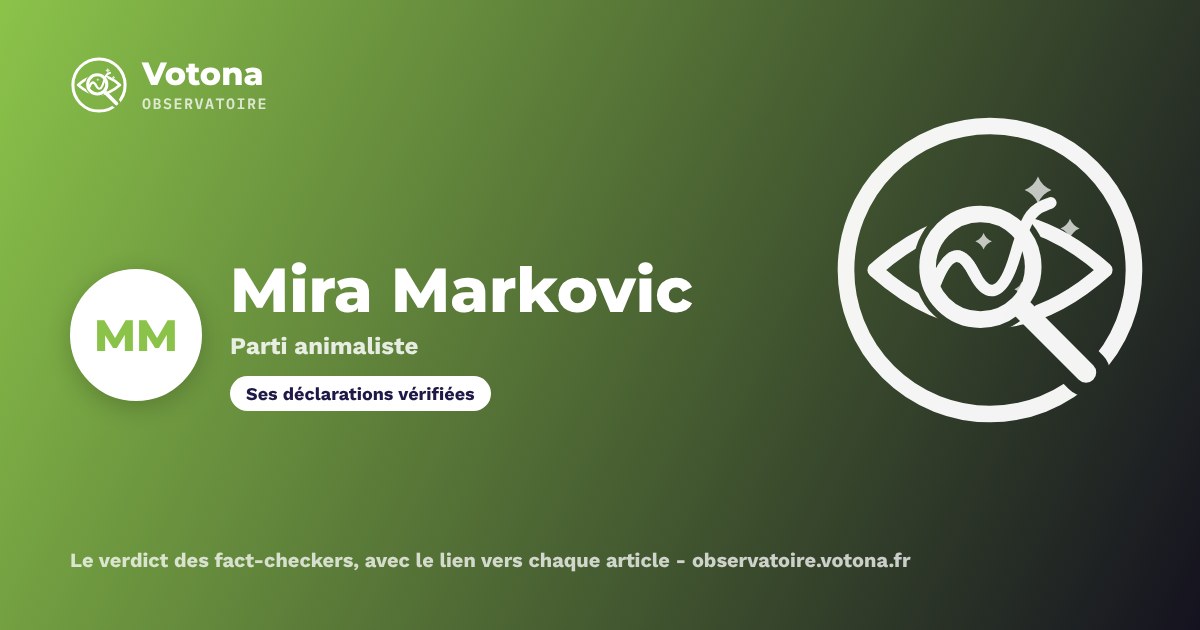 Votona
OBSERVATOIRE
MM
Mira Markovic
Parti animaliste
Ses déclarations vérifiées
Le verdict des fact-checkers, avec le lien vers chaque article - observatoire.votona.fr